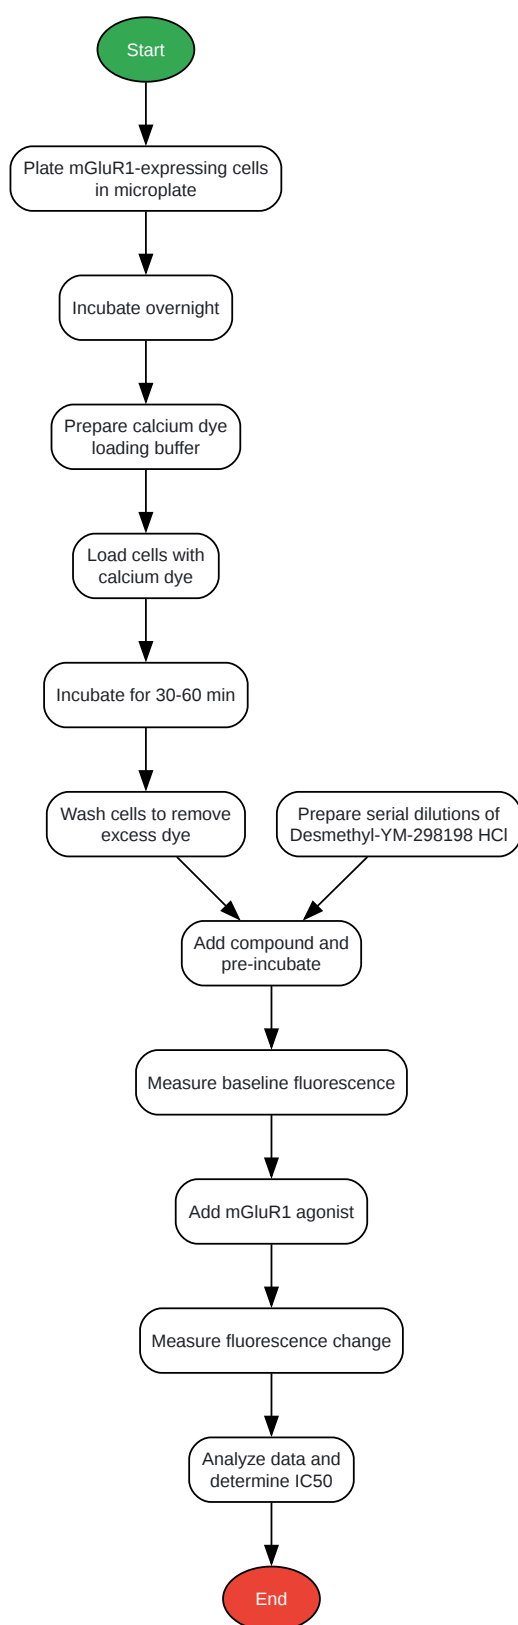 Start
Plate mGluR1-expressing cells
in microplate
Incubate overnight
Prepare calcium dye
loading buffer
Load cells with
calcium dye
Incubate for 30-60 min
Wash cells to remove
excess dye
Prepare serial dilutions of
Desmethyl-YM-298198 HCl
Add compound and
pre-incubate
Measure baseline fluorescence
Add mGluR1 agonist
Measure fluorescence change
Analyze data and
determine IC50
End